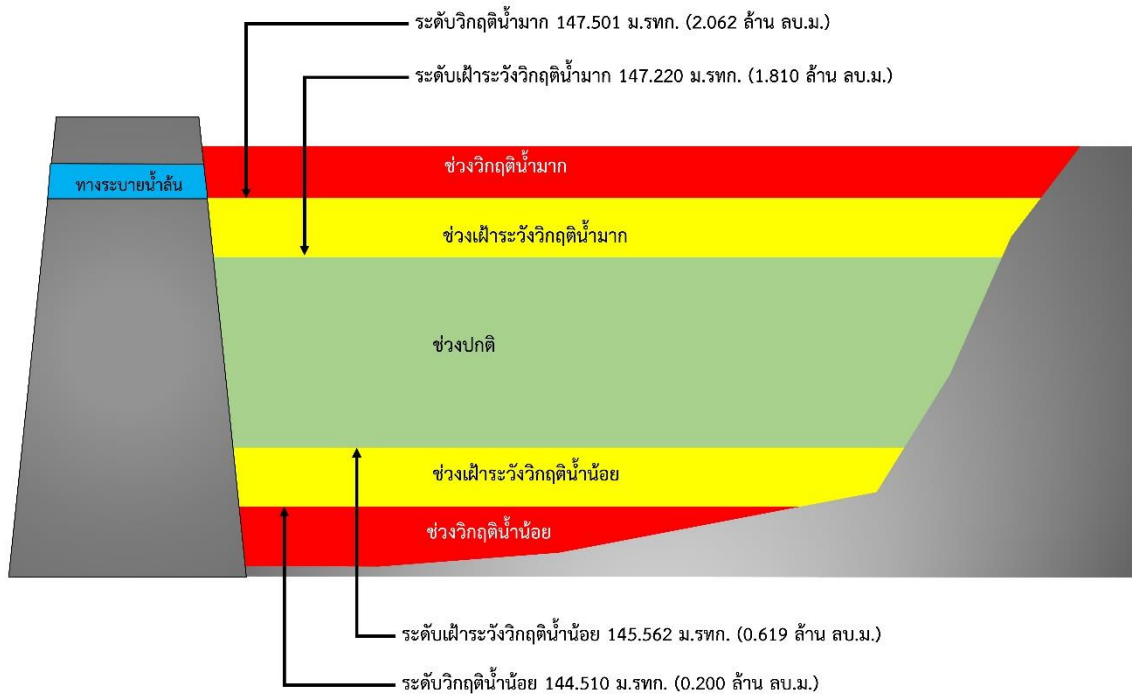 ระดับวิกฤติน้ำมาก 147.501 ม.รทก. (2.062 ล้าน ลบ.ม.)
ระดับเฝ้าระวังวิกฤติน้ำมาก 147.220 ม.รทก. (1.810 ล้าน ลบ.ม.)
ช่วงวิกฤติน้ำมาก
ทางระบายน้ำล้น
ช่วงเฝ้าระวังวิกฤติน้ำมาก
ช่วงปกติ
ช่วงเฝ้าระวังวิกฤติน้ำน้อย
ช่วงวิกฤติน้ำน้อย
ระดับเฝ้าระวังวิกฤติน้ำน้อย 145.562 ม.รทก. (0.619 ล้าน ลบ.ม.)
ระดับวิกฤติน้ำน้อย 144.510 ม.รทก. (0.200 ล้าน ลบ.ม.)